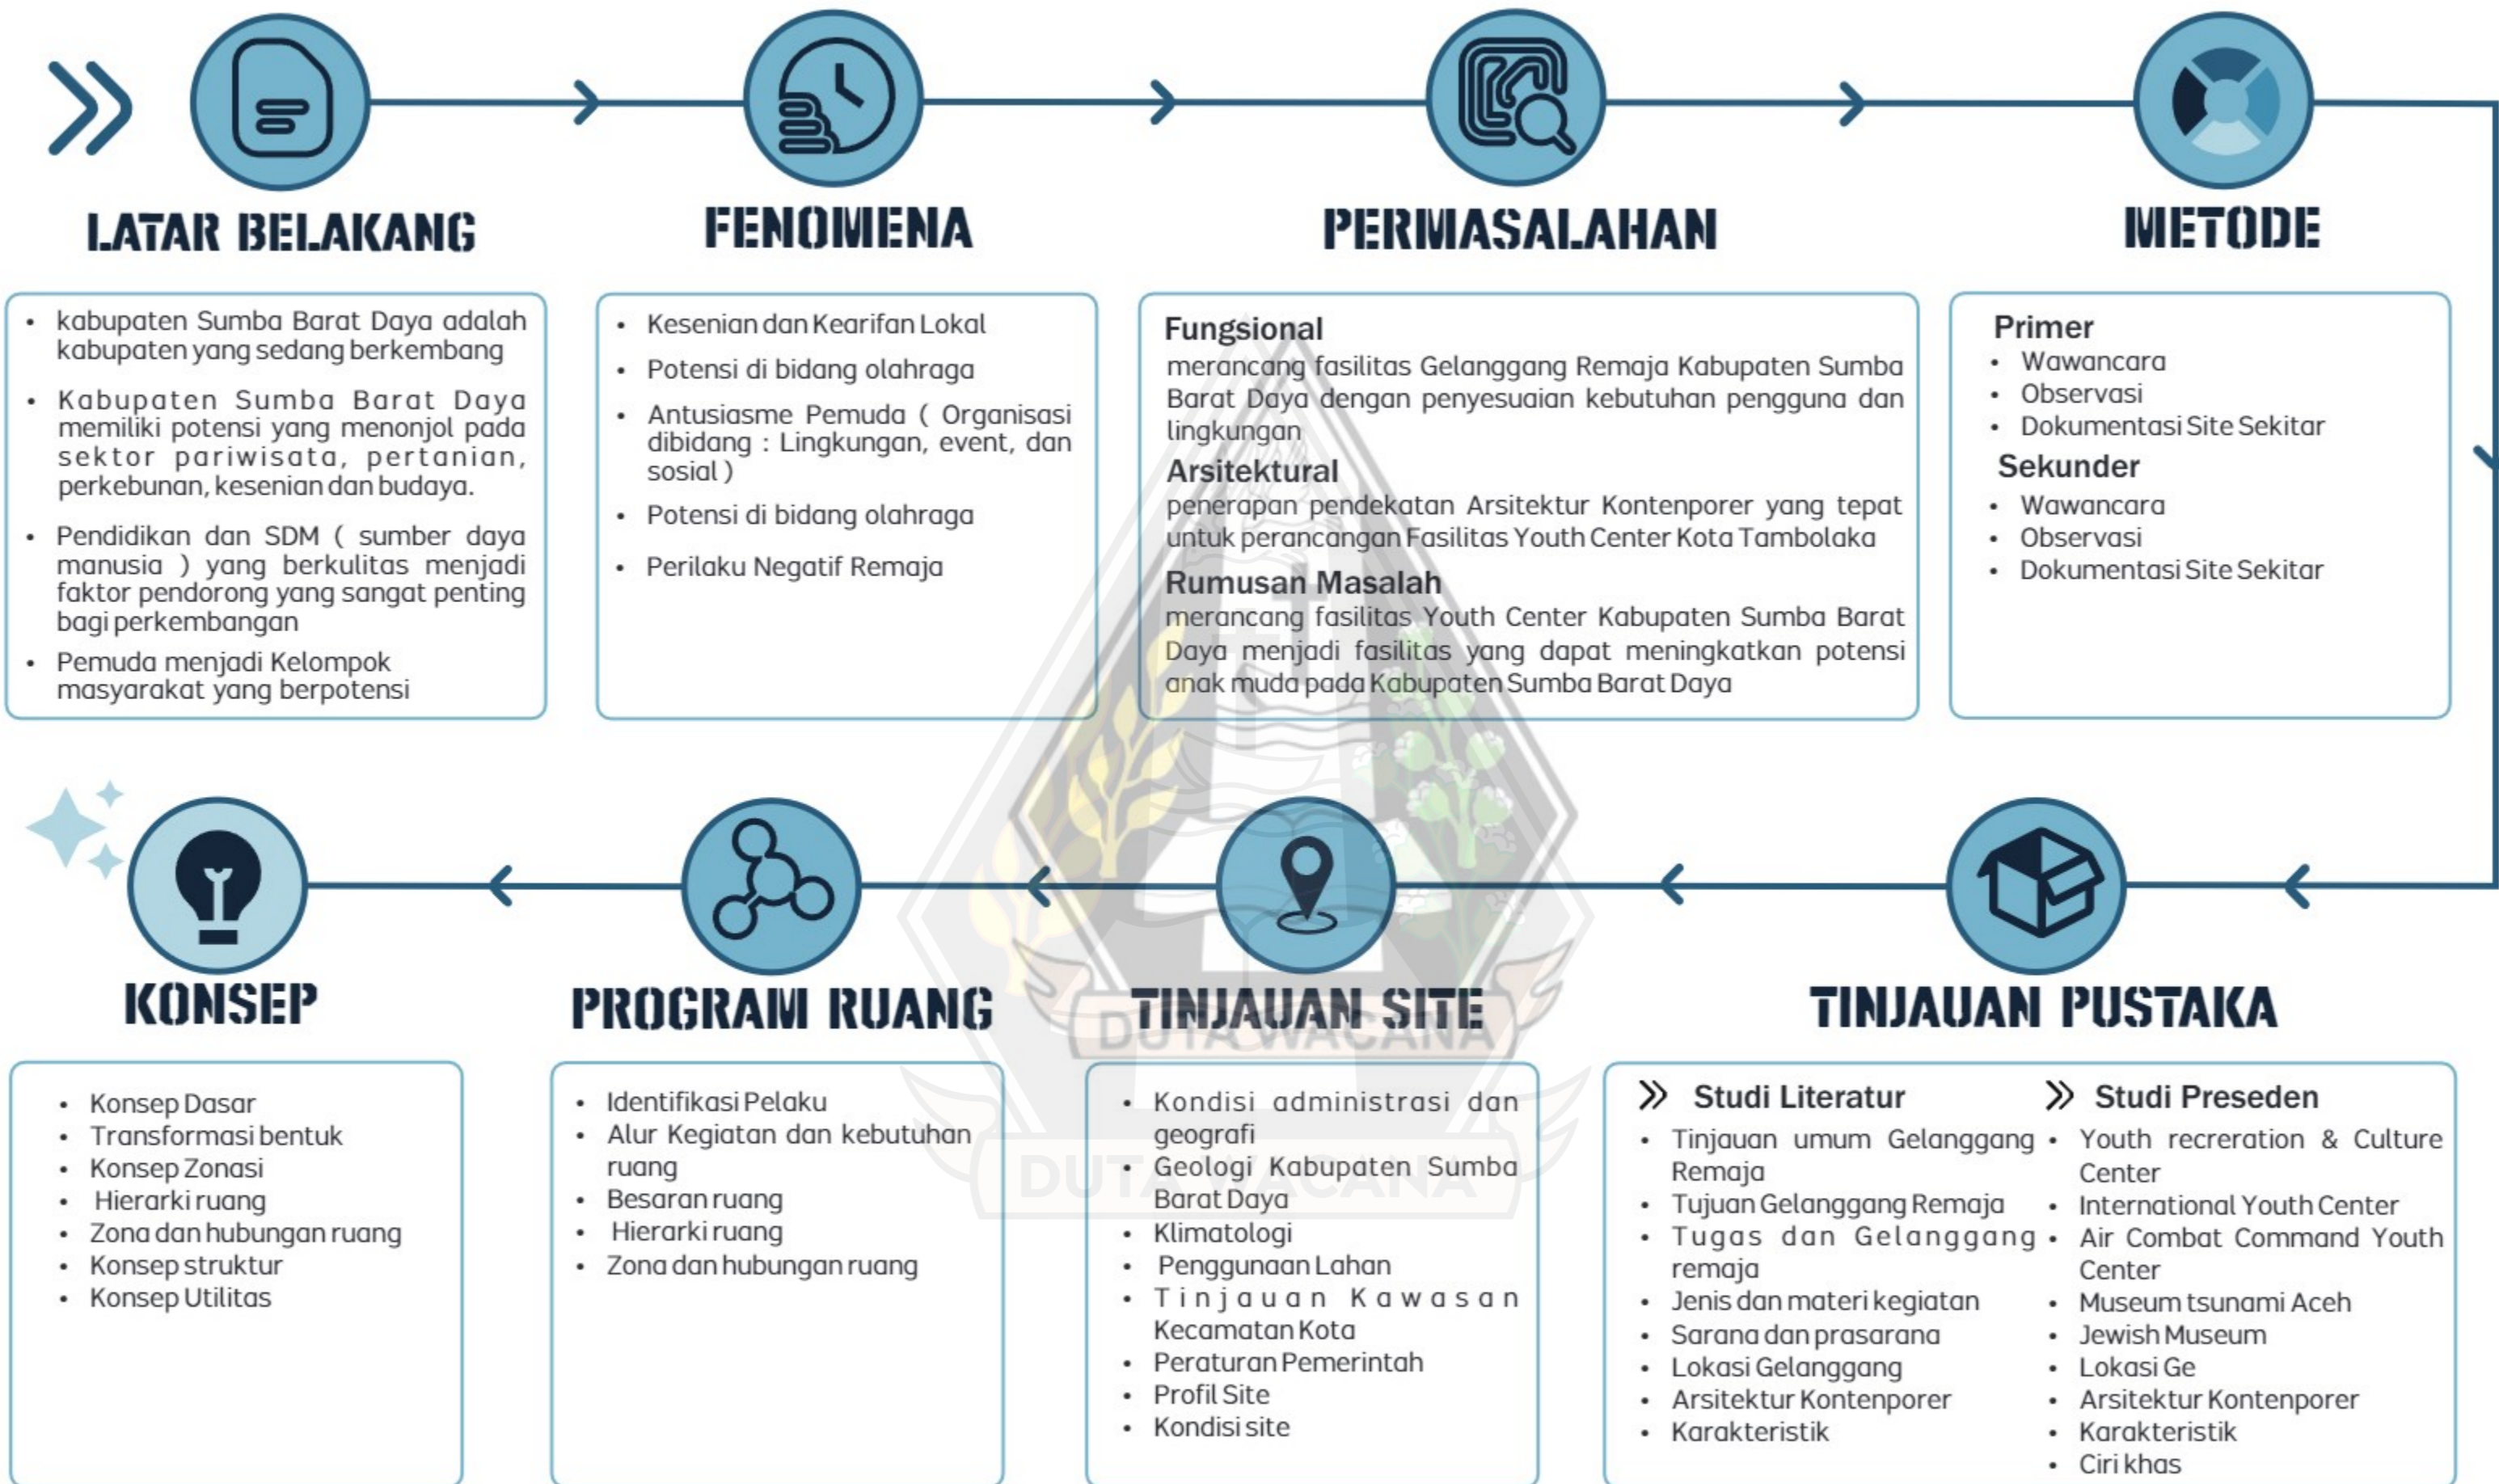 LATAR BELAKANG
kabupaten Sumba Barat Daya adalah
kabupaten yang sedang berkembang
Kabupaten Sumba Barat Daya
memiliki potensi yang menonjol pada
sektor pariwisata, pertanian,
perkebunan, kesenian dan budaya.
Pendidikan dan SDM ( sumber daya
manusia ) yang berkulitas menjadi
faktor pendorong yang sangat penting
bagi perkembangan
Pemuda menjadi Kelompok
masyarakat yang berpotensi
FENOMENA
Kesenian dan Kearifan Lokal
Potensi di bidang olahraga
Antusiasme Pemuda ( Organisasi
dibidang : Lingkungan, event, dan
sosial )
Potensi di bidang olahraga
Perilaku Negatif Remaja
PERMASALAHAN
Fungsional
merancang fasilitas Gelanggang Remaja Kabupaten Sumba
Barat Daya dengan penyesuaian kebutuhan pengguna dan
lingkungan
Arsitektural
penerapan pendekatan Arsitektur Kontenporer yang tepat
untuk perancangan Fasilitas Youth Center Kota Tambolaka
Rumusan Masalah
merancang fasilitas Youth Center Kabupaten Sumba Barat
Daya menjadi fasilitas yang dapat meningkatkan potensi
anak muda pada Kabupaten Sumba Barat Daya
METODE
Primer
Wawancara
Observasi
Dokumentasi Site Sekitar
Sekunder
Wawancara
Observasi
Dokumentasi Site Sekitar
KONSEP
Konsep Dasar
Transformasi bentuk
Konsep Zonasi
Hierarki ruang
Zona dan hubungan ruang
Konsep struktur
Konsep Utilitas
PROGRAM RUANG
Identifikasi Pelaku
Alur Kegiatan dan kebutuhan
ruang
Besaran ruang
Hierarki ruang
Zona dan hubungan ruang
TINJAUAN SITE
DUTA WACANA
Kondisi administrasi dan
geografi
Geologi Kabupaten Sumba
Barat Daya
Klimatologi
Penggunaan Lahan
Tinjauan Kawasan
Kecamatan Kota
Peraturan Pemerintah
Profil Site
Kondisi site
DUTA WACANA
TINJAUAN PUSTAKA
Studi Literatur
Tinjauan umum Gelanggang
Remaja
Tujuan Gelanggang Remaja
Tugas dan Gelanggang
remaja
Jenis dan materi kegiatan
Sarana dan prasarana
Lokasi Gelanggang
Arsitektur Kontenporer
Karakteristik
Studi Preseden
Youth recreration & Culture
Center
International Youth Center
Air Combat Command Youth
Center
Museum tsunami Aceh
Jewish Museum
Lokasi Ge
Arsitektur Kontenporer
Karakteristik
Ciri khas